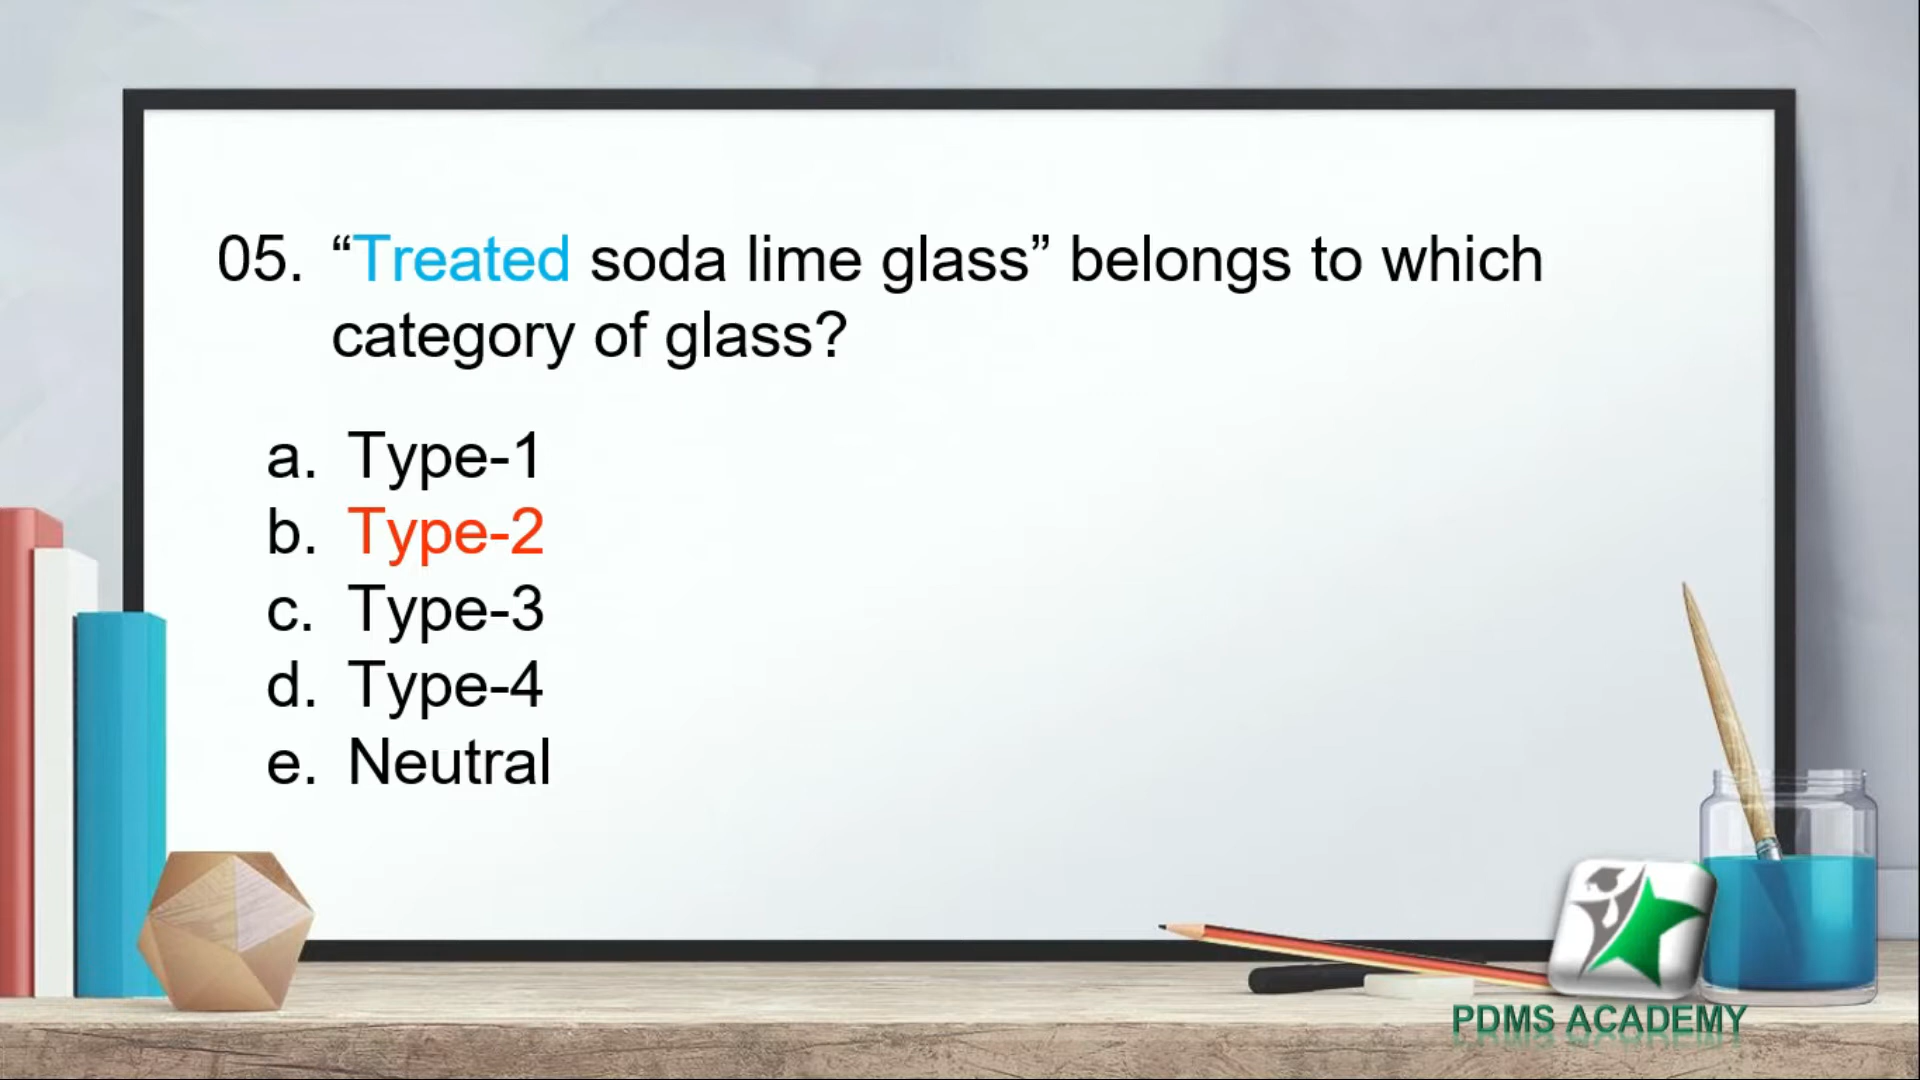 05. “Treated soda lime glass” belongs to which
category of glass?
a. Type-1
b. Type-2
c. Type-3
d. Type-4
e. Neutral
PDMS ACADEMY